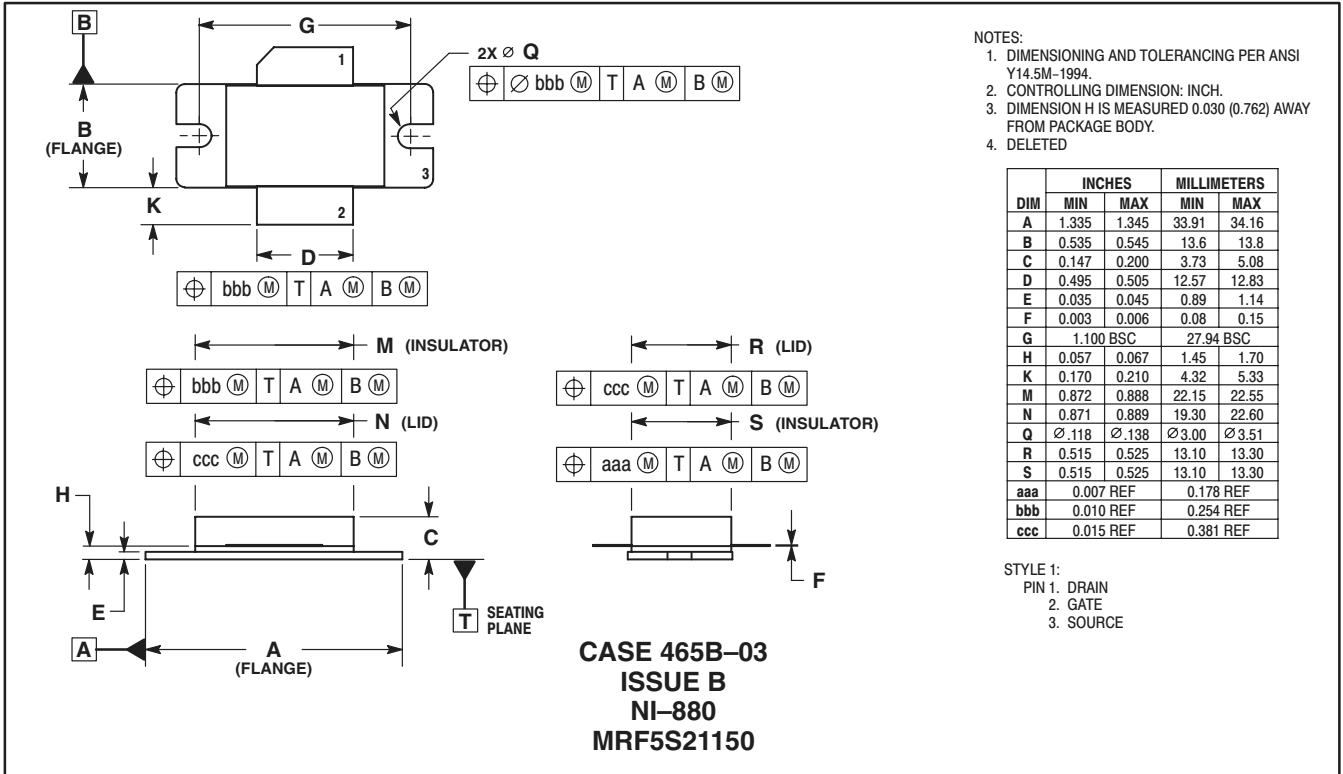 B
G
2X ∅ Q
⌖ ∅ bbb Ⓜ T A Ⓜ B Ⓜ
1
B
(FLANGE)
3
K
2
D
⌖ bbb Ⓜ T A Ⓜ B Ⓜ
M (INSULATOR)
⌖ bbb Ⓜ T A Ⓜ B Ⓜ
N (LID)
⌖ ccc Ⓜ T A Ⓜ B Ⓜ
R (LID)
⌖ ccc Ⓜ T A Ⓜ B Ⓜ
S (INSULATOR)
⌖ aaa Ⓜ T A Ⓜ B Ⓜ
H
C
E
F
T SEATING
PLANE
A
A
(FLANGE)
CASE 465B–03
ISSUE B
NI–880
MRF5S21150
NOTES:
1. DIMENSIONING AND TOLERANCING PER ANSI
Y14.5M–1994.
2. CONTROLLING DIMENSION: INCH.
3. DIMENSION H IS MEASURED 0.030 (0.762) AWAY
FROM PACKAGE BODY.
4. DELETED
INCHES MILLIMETERS
DIM MIN MAX MIN MAX
A 1.335 1.345 33.91 34.16
B 0.535 0.545 13.6 13.8
C 0.147 0.200 3.73 5.08
D 0.495 0.505 12.57 12.83
E 0.035 0.045 0.89 1.14
F 0.003 0.006 0.08 0.15
G 1.100 BSC 27.94 BSC
H 0.057 0.067 1.45 1.70
K 0.170 0.210 4.32 5.33
M 0.872 0.888 22.15 22.55
N 0.871 0.889 19.30 22.60
Q ∅.118 ∅.138 ∅3.00 ∅3.51
R 0.515 0.525 13.10 13.30
S 0.515 0.525 13.10 13.30
aaa 0.007 REF 0.178 REF
bbb 0.010 REF 0.254 REF
ccc 0.015 REF 0.381 REF
STYLE 1:
PIN 1. DRAIN
2. GATE
3. SOURCE